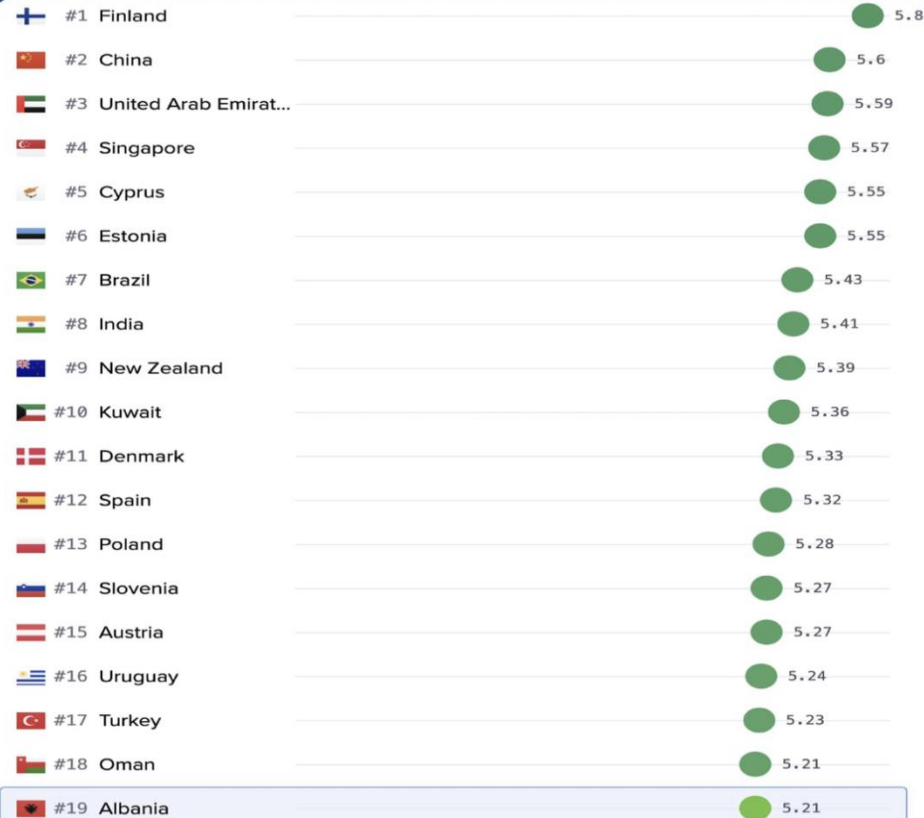 #1 Finland 5.8
#2 China 5.6
#3 United Arab Emirat... 5.59
#4 Singapore 5.57
#5 Cyprus 5.55
#6 Estonia 5.55
#7 Brazil 5.43
#8 India 5.41
#9 New Zealand 5.39
#10 Kuwait 5.36
#11 Denmark 5.33
#12 Spain 5.32
#13 Poland 5.28
#14 Slovenia 5.27
#15 Austria 5.27
#16 Uruguay 5.24
#17 Turkey 5.23
#18 Oman 5.21
#19 Albania 5.21